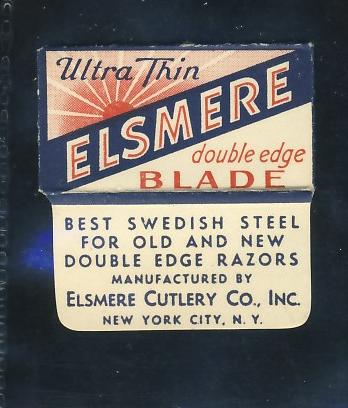 Ultra Thin
ELSMERE
double edge
BLADE
BEST SWEDISH STEEL
FOR OLD AND NEW
DOUBLE EDGE RAZORS
MANUFACTURED BY
ELSMERE CUTLERY CO., INC.
NEW YORK CITY, N. Y.